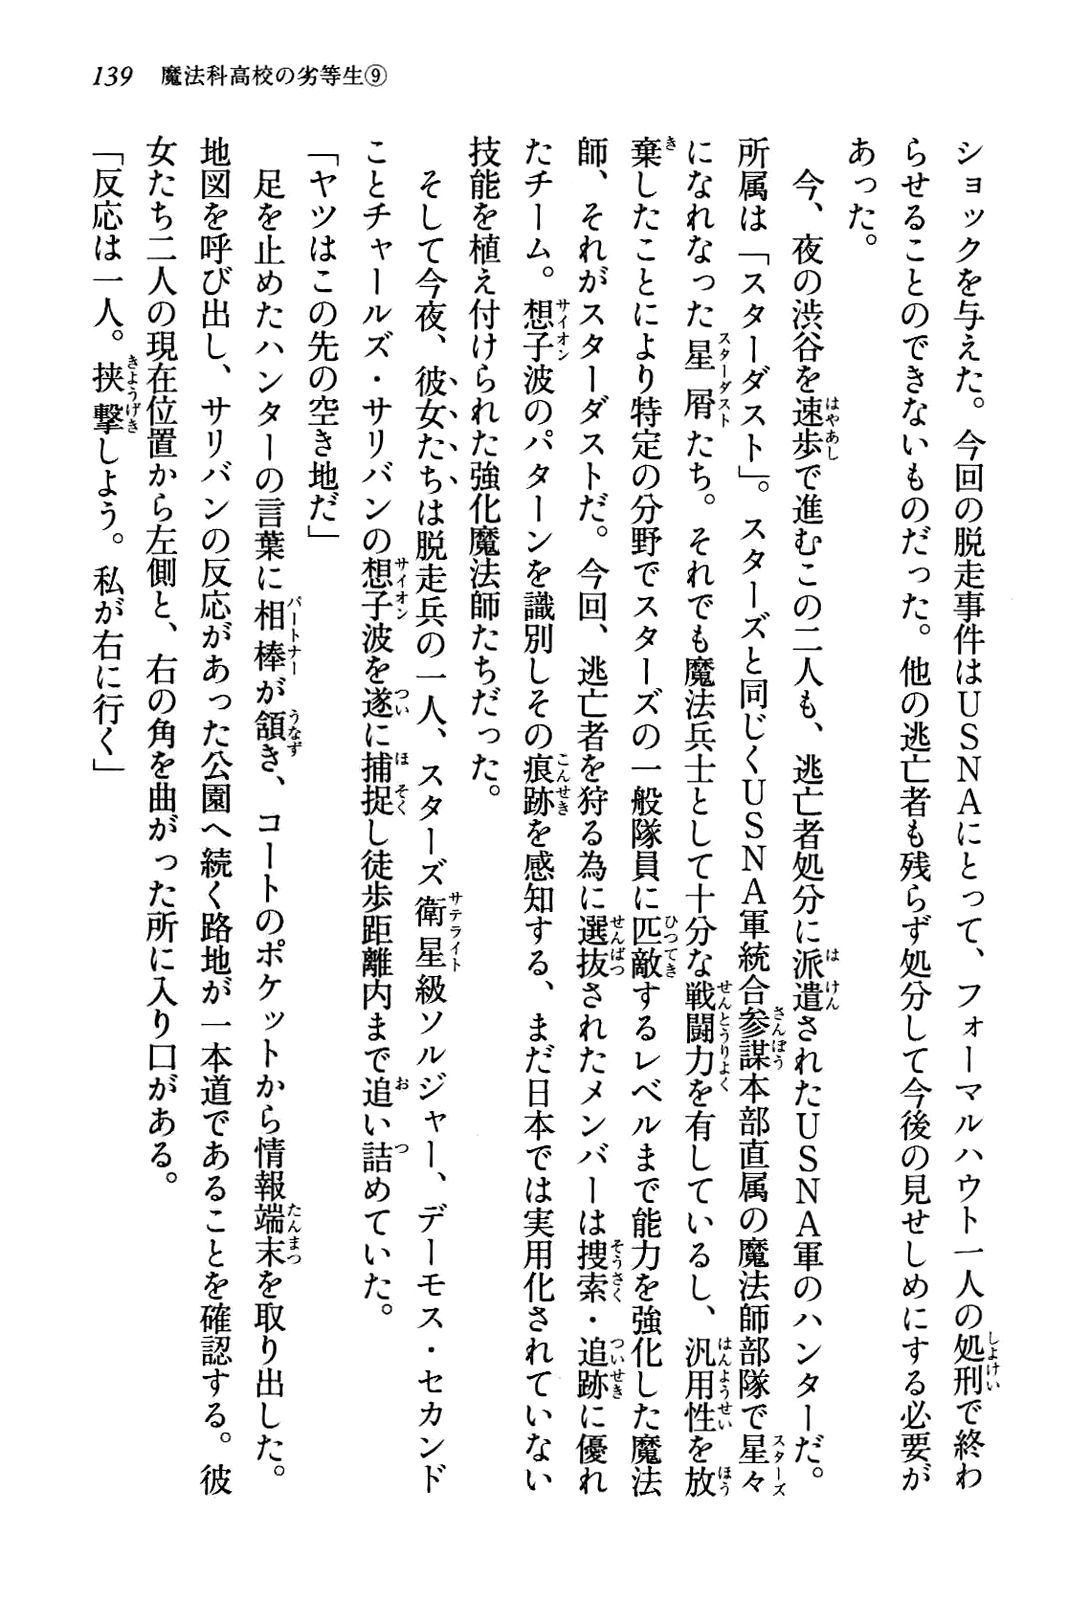 139 魔法科高校の劣等生⑨
ショックを与えた。今回の脱走事件はＵＳＮＡにとって、フォーマルハウト一人の処刑で終わ
らせることのできないものだった。他の逃亡者も残らず処分して今後の見せしめにする必要が
あった。
　今、夜の渋谷を速歩で進むこの二人も、逃亡者処分に派遣されたＵＳＮＡ軍のハンターだ。
所属は「スターダスト」。スターズと同じくＵＳＮＡ軍統合参謀本部直属の魔法師部隊で星々
になれなった星屑たち。それでも魔法兵士として十分な戦闘力を有しているし、汎用性を放
棄したことにより特定の分野でスターズの一般隊員に匹敵するレベルまで能力を強化した魔法
師、それがスターダストだ。今回、逃亡者を狩る為に選抜されたメンバーは捜索・追跡に優れ
たチーム。想子波のパターンを識別しその痕跡を感知する、まだ日本では実用化されていない
技能を植え付けられた強化魔法師たちだった。
　そして今夜、彼女たちは脱走兵の一人、スターズ衛星級ソルジャー、デーモス・セカンド
ことチャールズ・サリバンの想子波を遂に捕捉し徒歩距離内まで追い詰めていた。
「ヤツはこの先の空き地だ」
　足を止めたハンターの言葉に相棒が頷き、コートのポケットから情報端末を取り出した。
地図を呼び出し、サリバンの反応があった公園へ続く路地が一本道であることを確認する。彼
女たち二人の現在位置から左側と、右の角を曲がった所に入り口がある。
「反応は一人。挟撃しよう。私が右に行く」